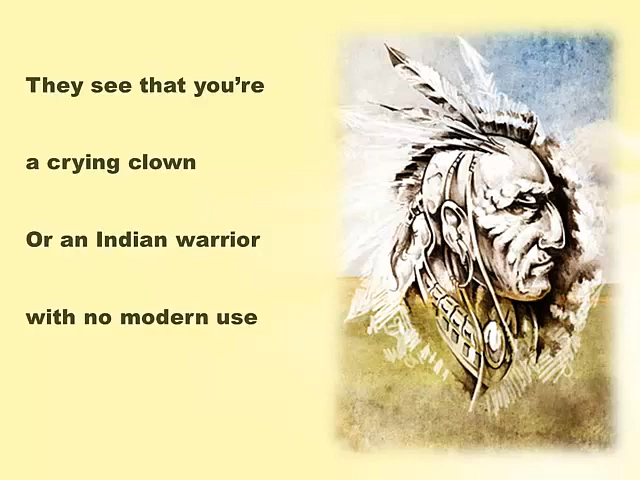 They see that you’re
a crying clown
Or an Indian warrior
with no modern use